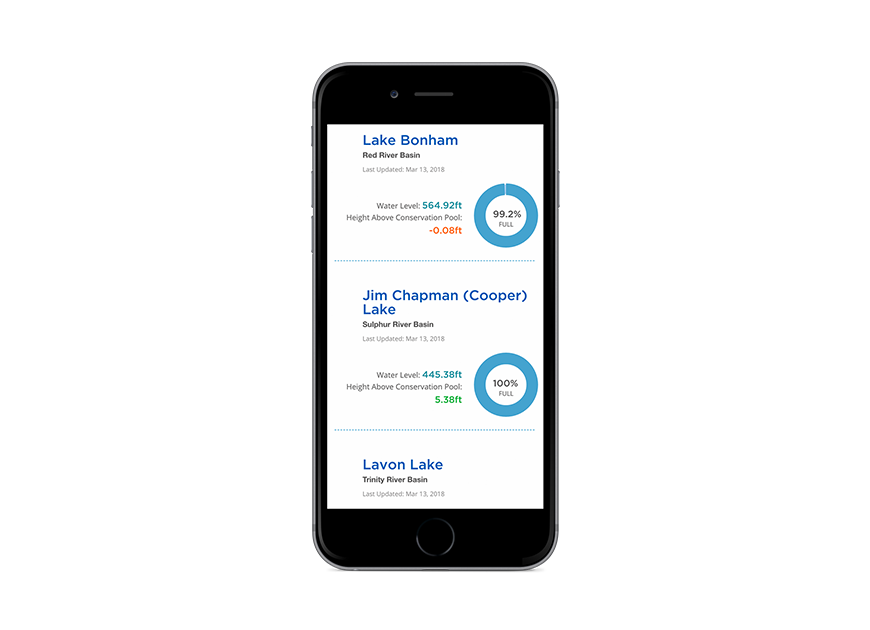 Lake Bonham
Red River Basin
Last Updated: Mar 13, 2018
Water Level: 564.92ft
Height Above Conservation Pool:
-0.08ft
99.2%
FULL
Jim Chapman (Cooper)
Lake
Sulphur River Basin
Last Updated: Mar 13, 2018
Water Level: 445.38ft
Height Above Conservation Pool:
5.38ft
100%
FULL
Lavon Lake
Trinity River Basin
Last Updated: Mar 13, 2018